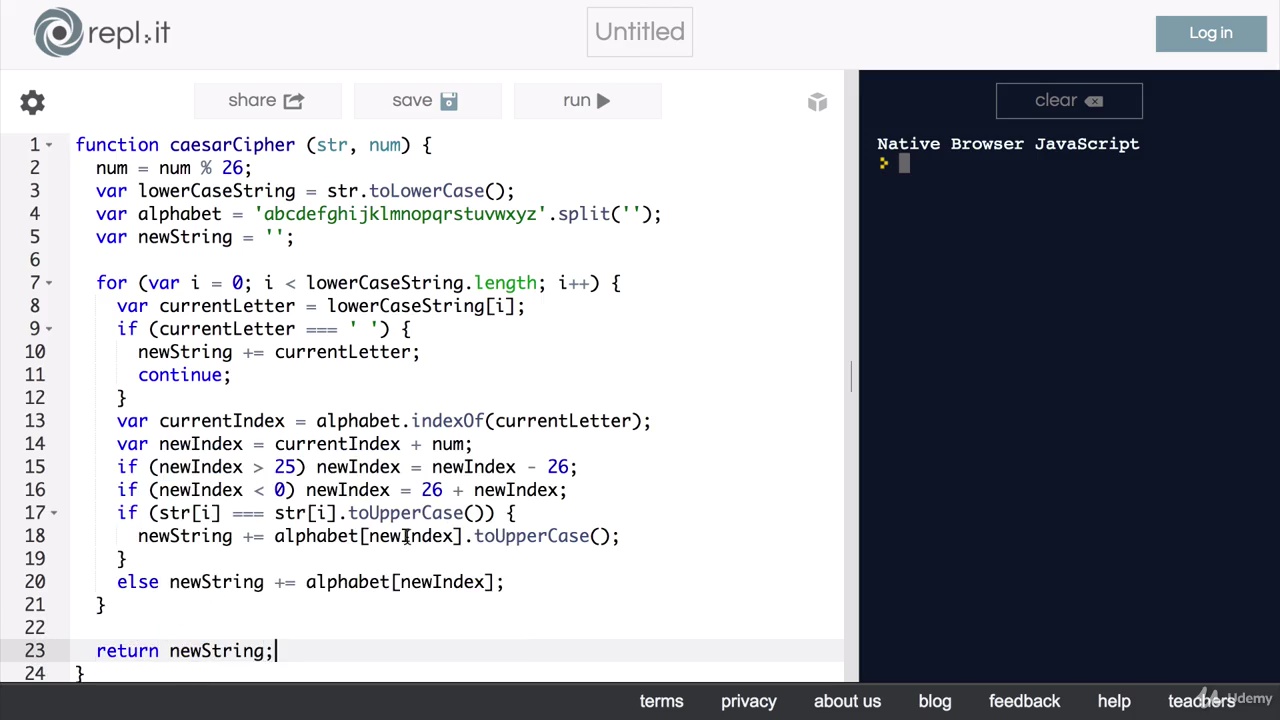 repl.it
Untitled
Log in
share
save
run
clear
1 function caesarCipher (str, num) {
2   num = num % 26;
3   var lowerCaseString = str.toLowerCase();
4   var alphabet = 'abcdefghijklmnopqrstuvwxyz'.split('');
5   var newString = '';
6
7   for (var i = 0; i < lowerCaseString.length; i++) {
8     var currentLetter = lowerCaseString[i];
9     if (currentLetter === ' ') {
10       newString += currentLetter;
11       continue;
12     }
13     var currentIndex = alphabet.indexOf(currentLetter);
14     var newIndex = currentIndex + num;
15     if (newIndex > 25) newIndex = newIndex - 26;
16     if (newIndex < 0) newIndex = 26 + newIndex;
17     if (str[i] === str[i].toUpperCase()) {
18       newString += alphabet[newIndex].toUpperCase();
19     }
20     else newString += alphabet[newIndex];
21   }
22
23   return newString;
24 }
Native Browser JavaScript
terms privacy about us blog feedback help teachers
Udemy